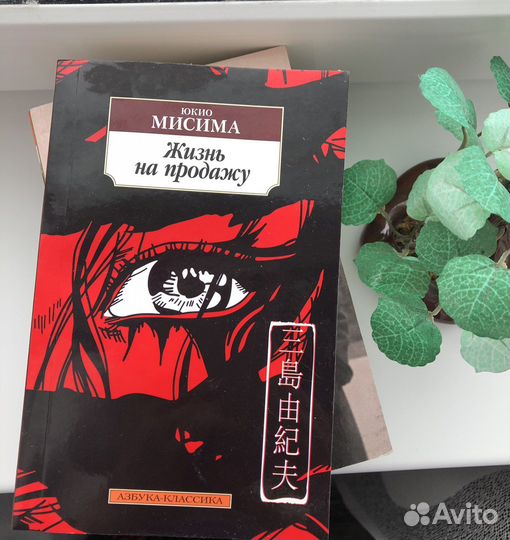 ЮКИО
МИСИМА
Жизнь
на продажу
三島由紀夫
АЗБУКА-КЛАССИКА
Avito